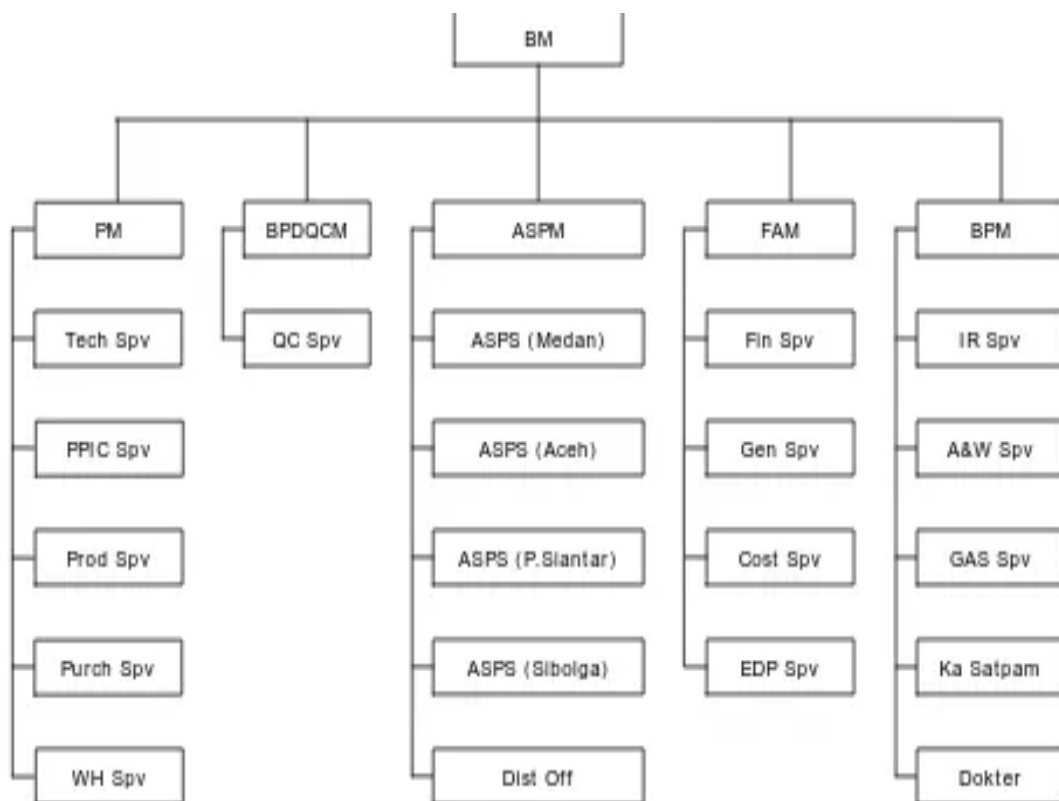 BM
PM
BPDQCM
ASPM
FAM
BPM
Tech Spv
QC Spv
ASPS (Medan)
Fin Spv
IR Spv
PPIC Spv
ASPS (Aceh)
Gen Spv
A&W Spv
Prod Spv
ASPS (P.Siantar)
Cost Spv
GAS Spv
Purch Spv
ASPS (Sibolga)
EDP Spv
Ka Satpam
WH Spv
Dist Off
Dokter